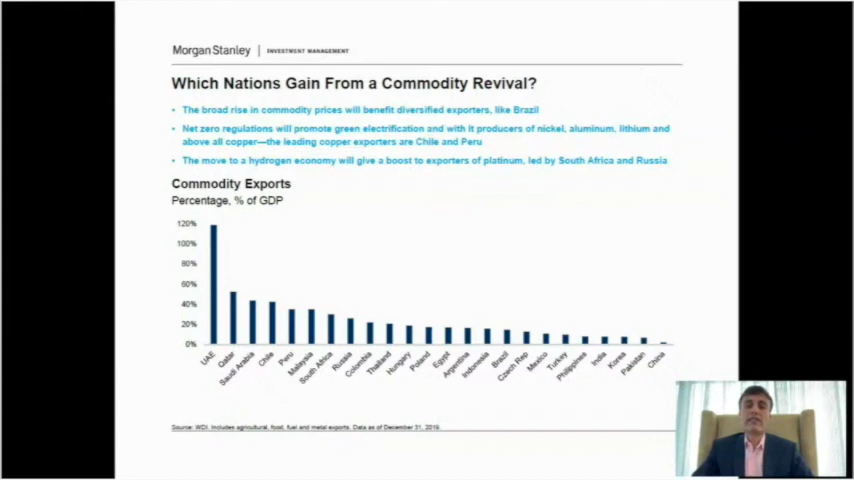 Morgan Stanley | INVESTMENT MANAGEMENT
Which Nations Gain From a Commodity Revival?
• The broad rise in commodity prices will benefit diversified exporters, like Brazil
• Net zero regulations will promote green electrification and with it producers of nickel, aluminum, lithium and
above all copper—the leading copper exporters are Chile and Peru
• The move to a hydrogen economy will give a boost to exporters of platinum, led by South Africa and Russia
Commodity Exports
Percentage, % of GDP
120%
100%
80%
60%
40%
20%
0%
UAE
Qatar
Saudi Arabia
Chile
Peru
Malaysia
South Africa
Russia
Colombia
Thailand
Hungary
Poland
Egypt
Argentina
Indonesia
Brazil
Czech Rep
Mexico
Turkey
Philippines
India
Korea
Pakistan
China
Source: WDI. Includes agricultural, food, fuel and metal exports. Data as of December 31, 2019.